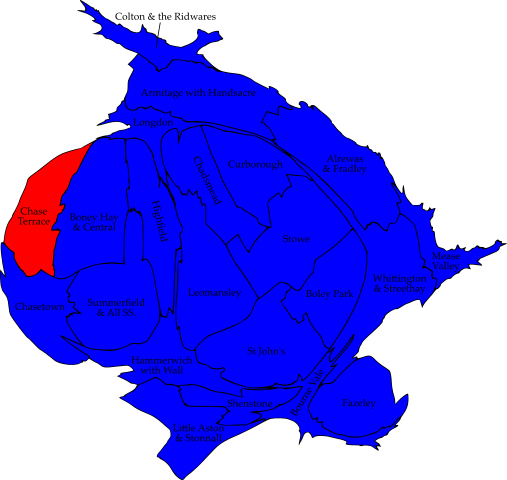 Colton & the Ridwares
Armitage with Handsacre
Longdon
Alrewas
& Fradley
Chadsmead
Curborough
Chase
Terrace
Boney Hay
& Central
Highfield
Stowe
Mease
Valley
Whittington
& Streethay
Leomansley
Boley Park
Chasetown
Summerfield
& All SS.
St John's
Hammerwich
with Wall
Shenstone
Bourne Vale
Fazeley
Little Aston
& Stonnall